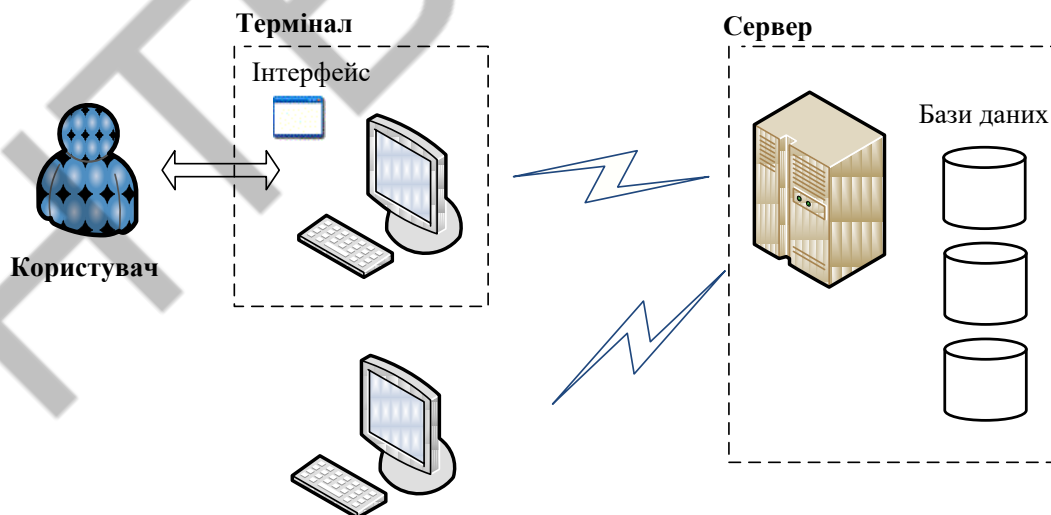 Термінал
Сервер
Інтерфейс
Бази даних
Користувач